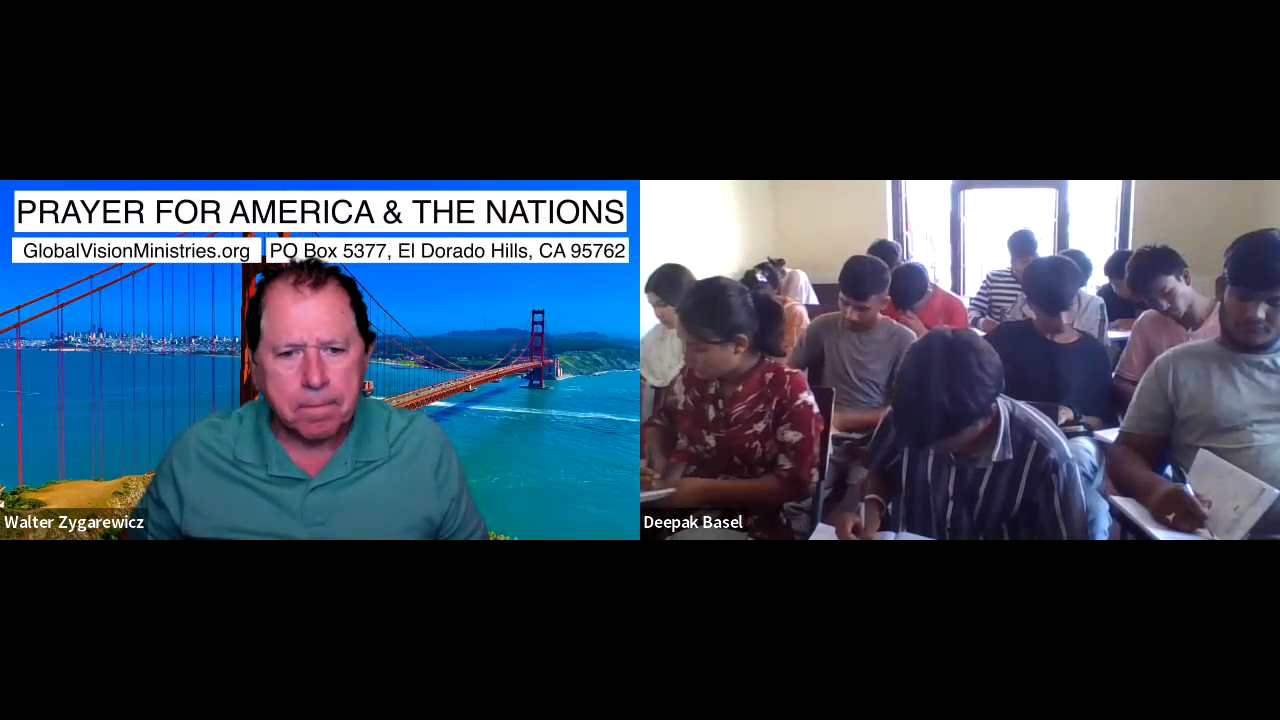 PRAYER FOR AMERICA & THE NATIONS
GlobalVisionMinistries.org PO Box 5377, El Dorado Hills, CA 95762
Walter Zygarewicz
Deepak Basel